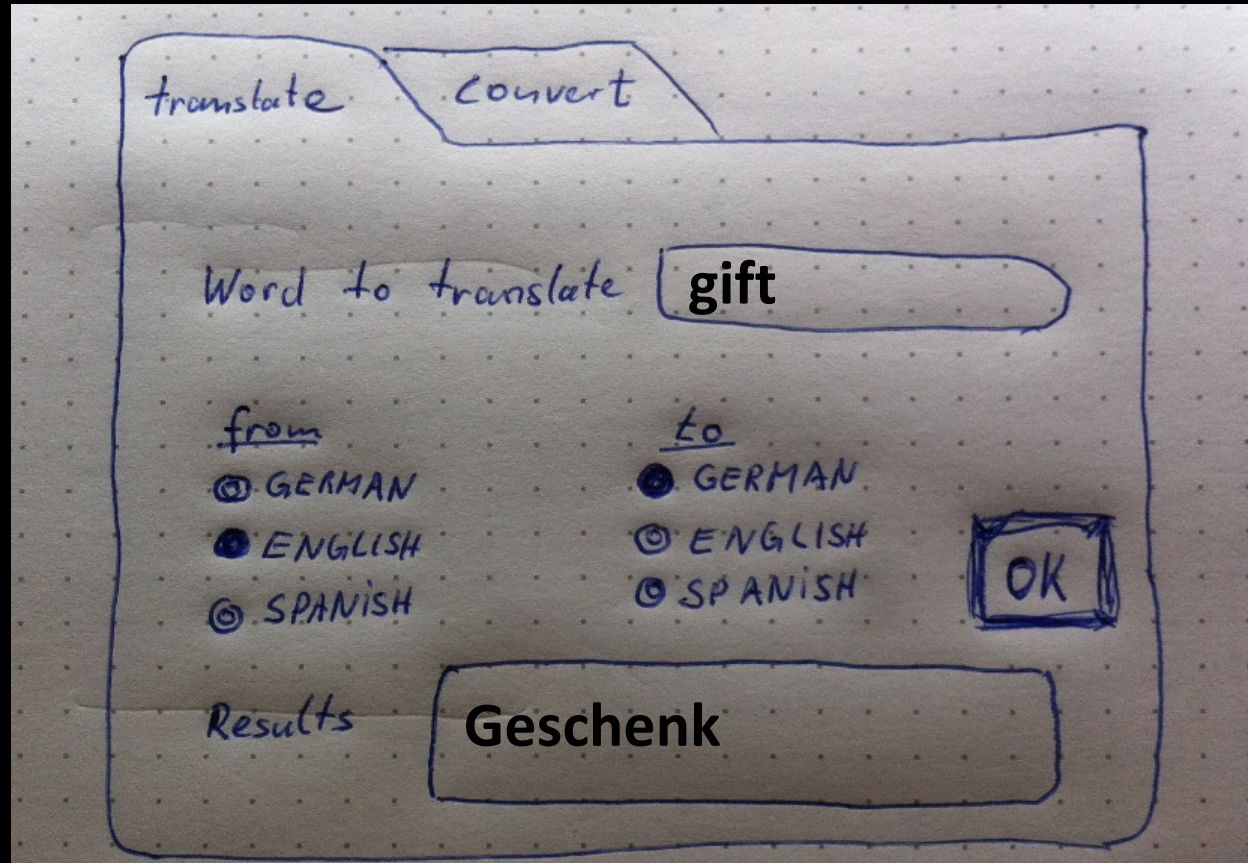 translate convert
Word to translate gift
from to
GERMAN GERMAN
ENGLISH ENGLISH
SPANISH SPANISH
OK
Results Geschenk